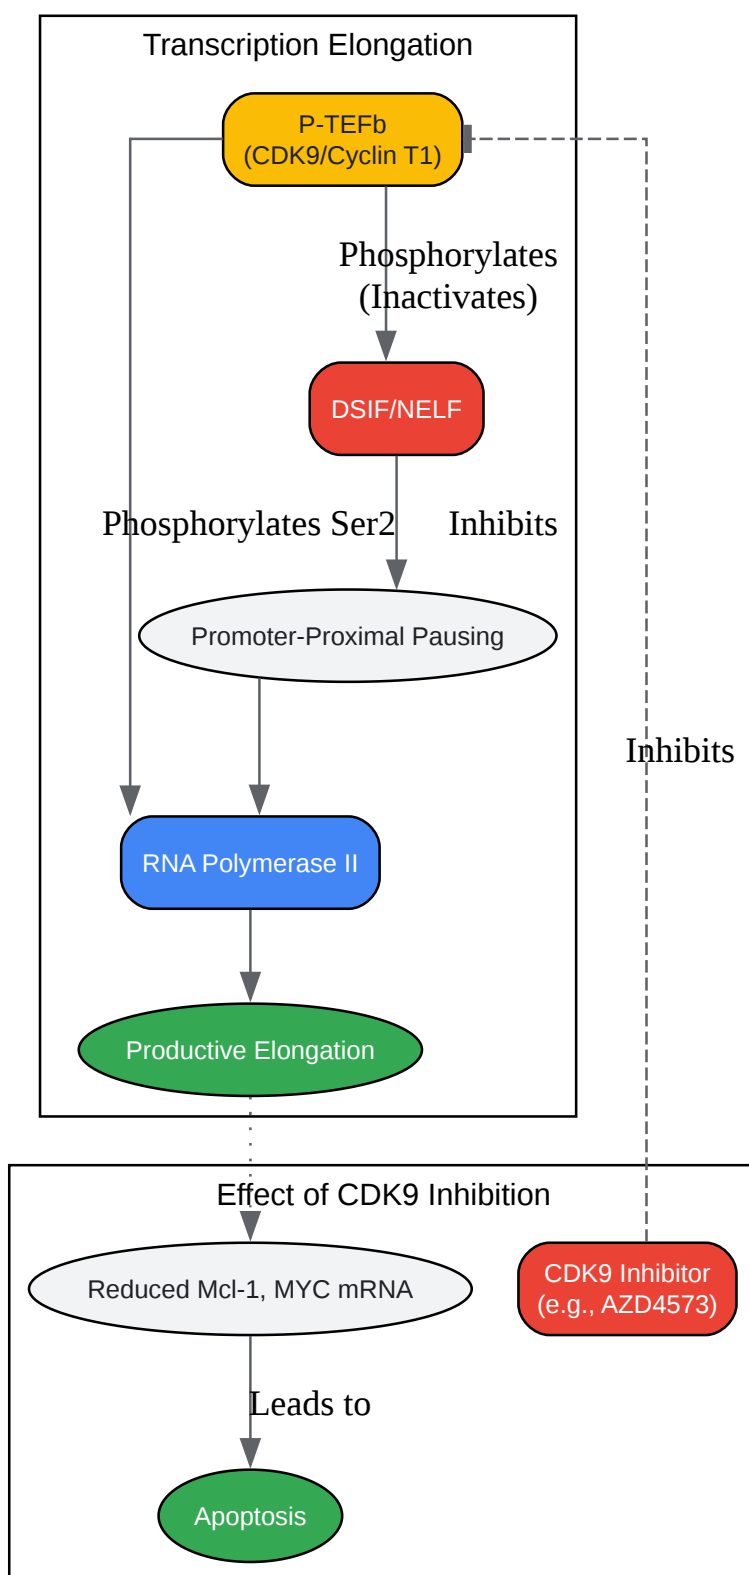 Transcription Elongation
P-TEFb
(CDK9/Cyclin T1)
Phosphorylates
(Inactivates)
DSIF/NELF
Phosphorylates Ser2
Inhibits
Promoter-Proximal Pausing
Inhibits
RNA Polymerase II
Productive Elongation
Effect of CDK9 Inhibition
Reduced Mcl-1, MYC mRNA
CDK9 Inhibitor
(e.g., AZD4573)
Leads to
Apoptosis